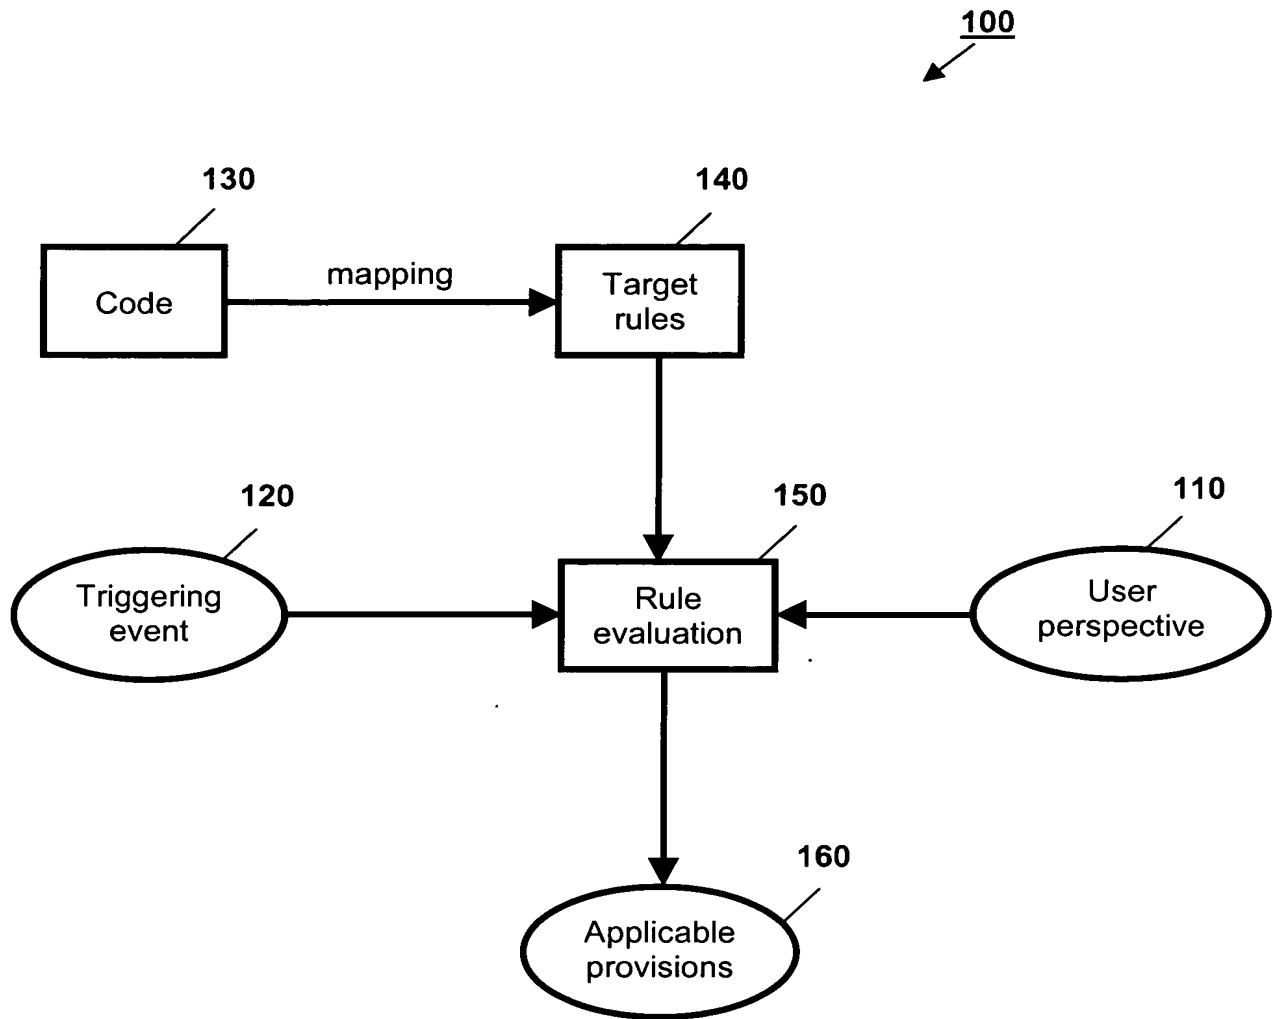 100
130
140
Code
mapping
Target
rules
120
150
110
Triggering
event
Rule
evaluation
User
perspective
160
Applicable
provisions